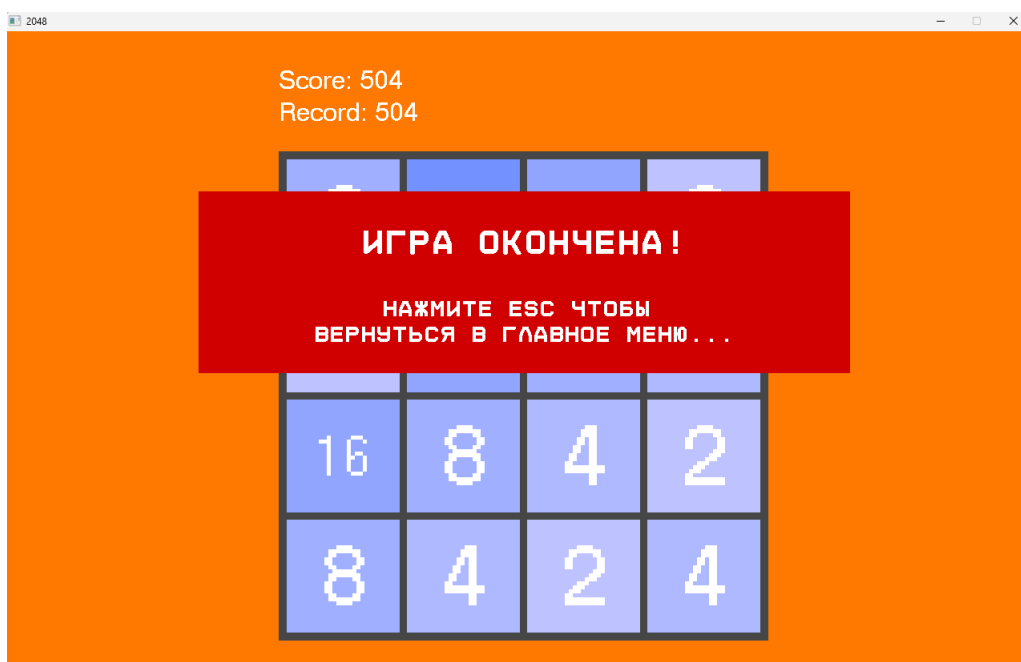 2048
Score: 504
Record: 504
ИГРА ОКОНЧЕНА!
НАЖМИТЕ ESC ЧТОБЫ
ВЕРНУТЬСЯ В ГЛАВНОЕ МЕНЮ...
16 8 4 2
8 4 2 4